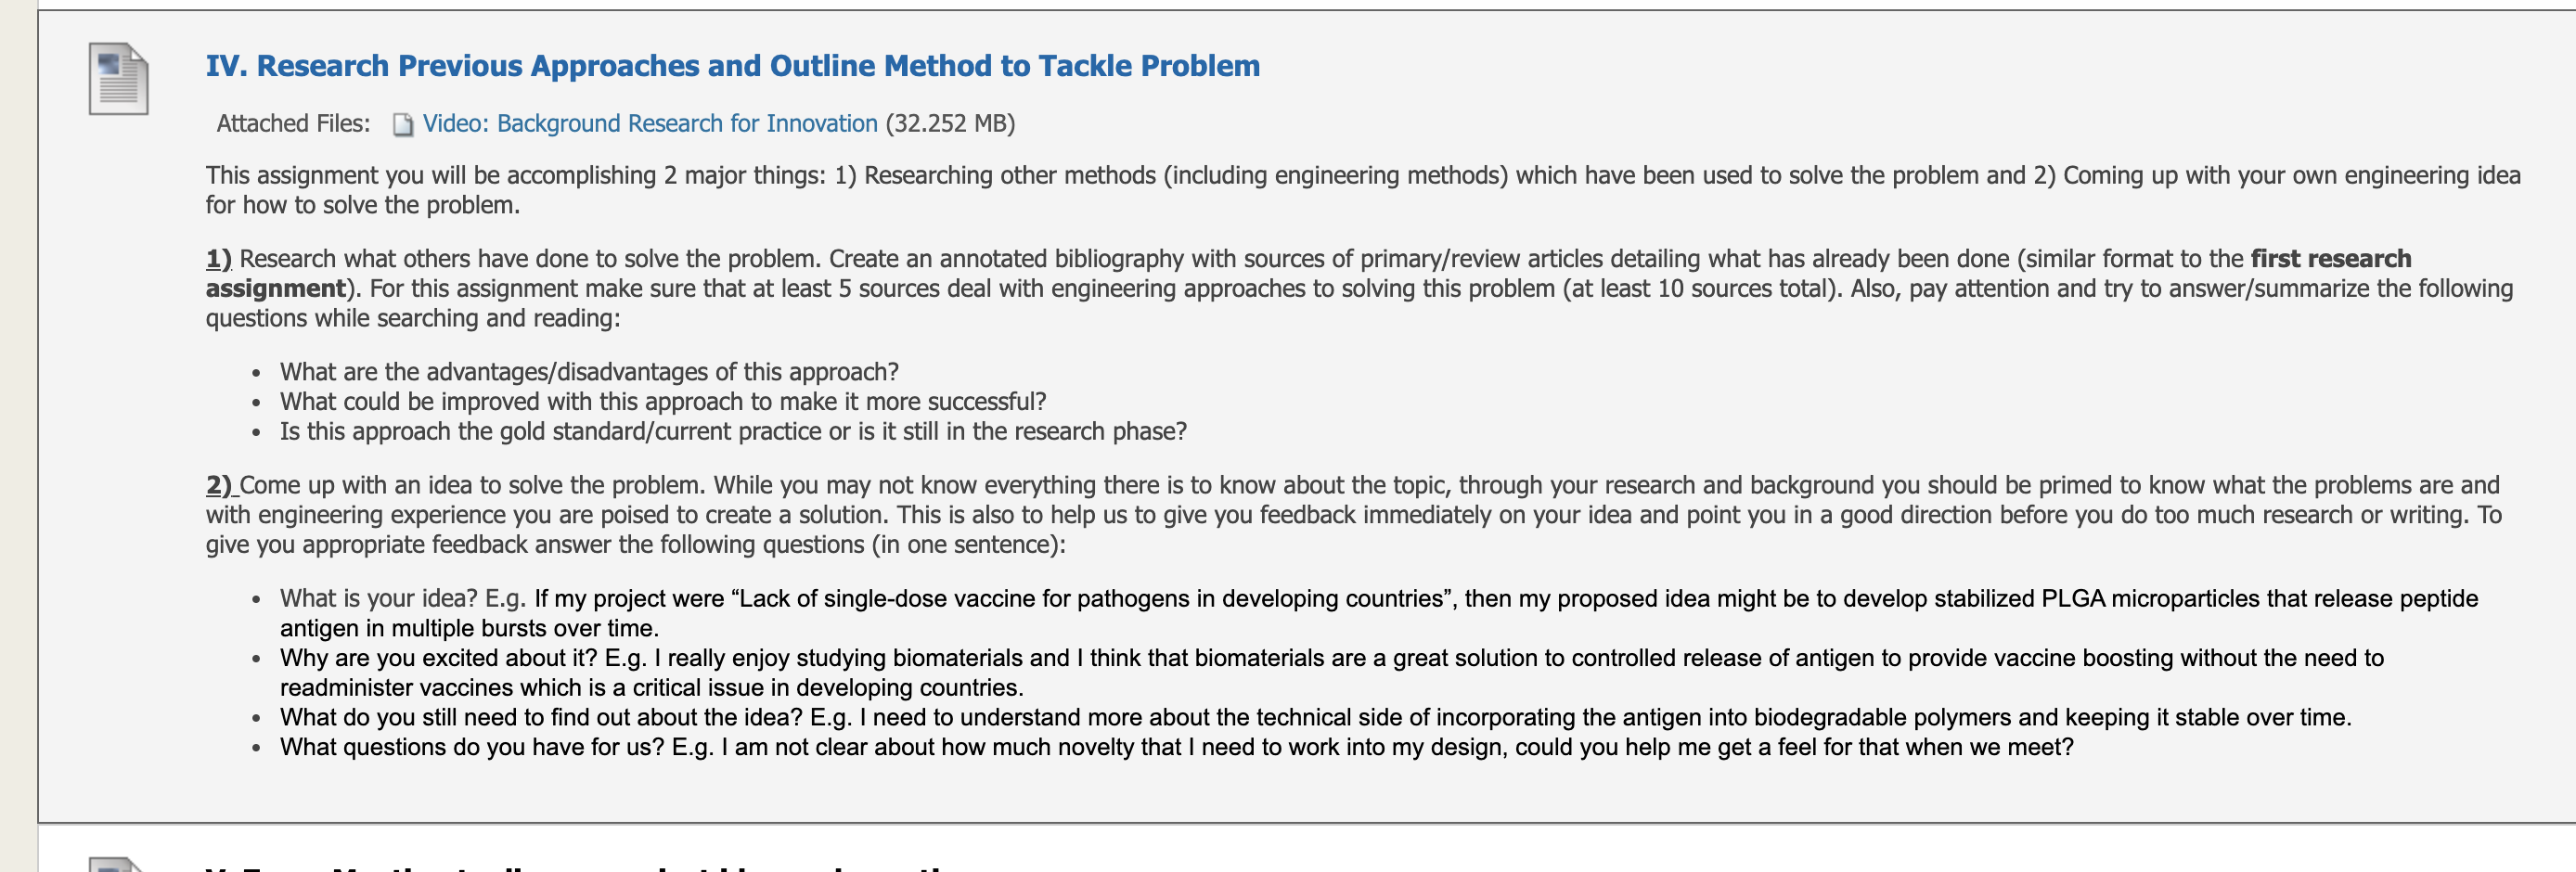 IV. Research Previous Approaches and Outline Method to Tackle Problem
Attached Files: Video: Background Research for Innovation (32.252 MB)
This assignment you will be accomplishing 2 major things: 1) Researching other methods (including engineering methods) which have been used to solve the problem and 2) Coming up with your own engineering idea
for how to solve the problem.
1) Research what others have done to solve the problem. Create an annotated bibliography with sources of primary/review articles detailing what has already been done (similar format to the first research
assignment). For this assignment make sure that at least 5 sources deal with engineering approaches to solving this problem (at least 10 sources total). Also, pay attention and try to answer/summarize the following
questions while searching and reading:
• What are the advantages/disadvantages of this approach?
• What could be improved with this approach to make it more successful?
• Is this approach the gold standard/current practice or is it still in the research phase?
2) Come up with an idea to solve the problem. While you may not know everything there is to know about the topic, through your research and background you should be primed to know what the problems are and
with engineering experience you are poised to create a solution. This is also to help us to give you feedback immediately on your idea and point you in a good direction before you do too much research or writing. To
give you appropriate feedback answer the following questions (in one sentence):
• What is your idea? E.g. If my project were “Lack of single-dose vaccine for pathogens in developing countries”, then my proposed idea might be to develop stabilized PLGA microparticles that release peptide
antigen in multiple bursts over time.
• Why are you excited about it? E.g. I really enjoy studying biomaterials and I think that biomaterials are a great solution to controlled release of antigen to provide vaccine boosting without the need to
readminister vaccines which is a critical issue in developing countries.
• What do you still need to find out about the idea? E.g. I need to understand more about the technical side of incorporating the antigen into biodegradable polymers and keeping it stable over time.
• What questions do you have for us? E.g. I am not clear about how much novelty that I need to work into my design, could you help me get a feel for that when we meet?